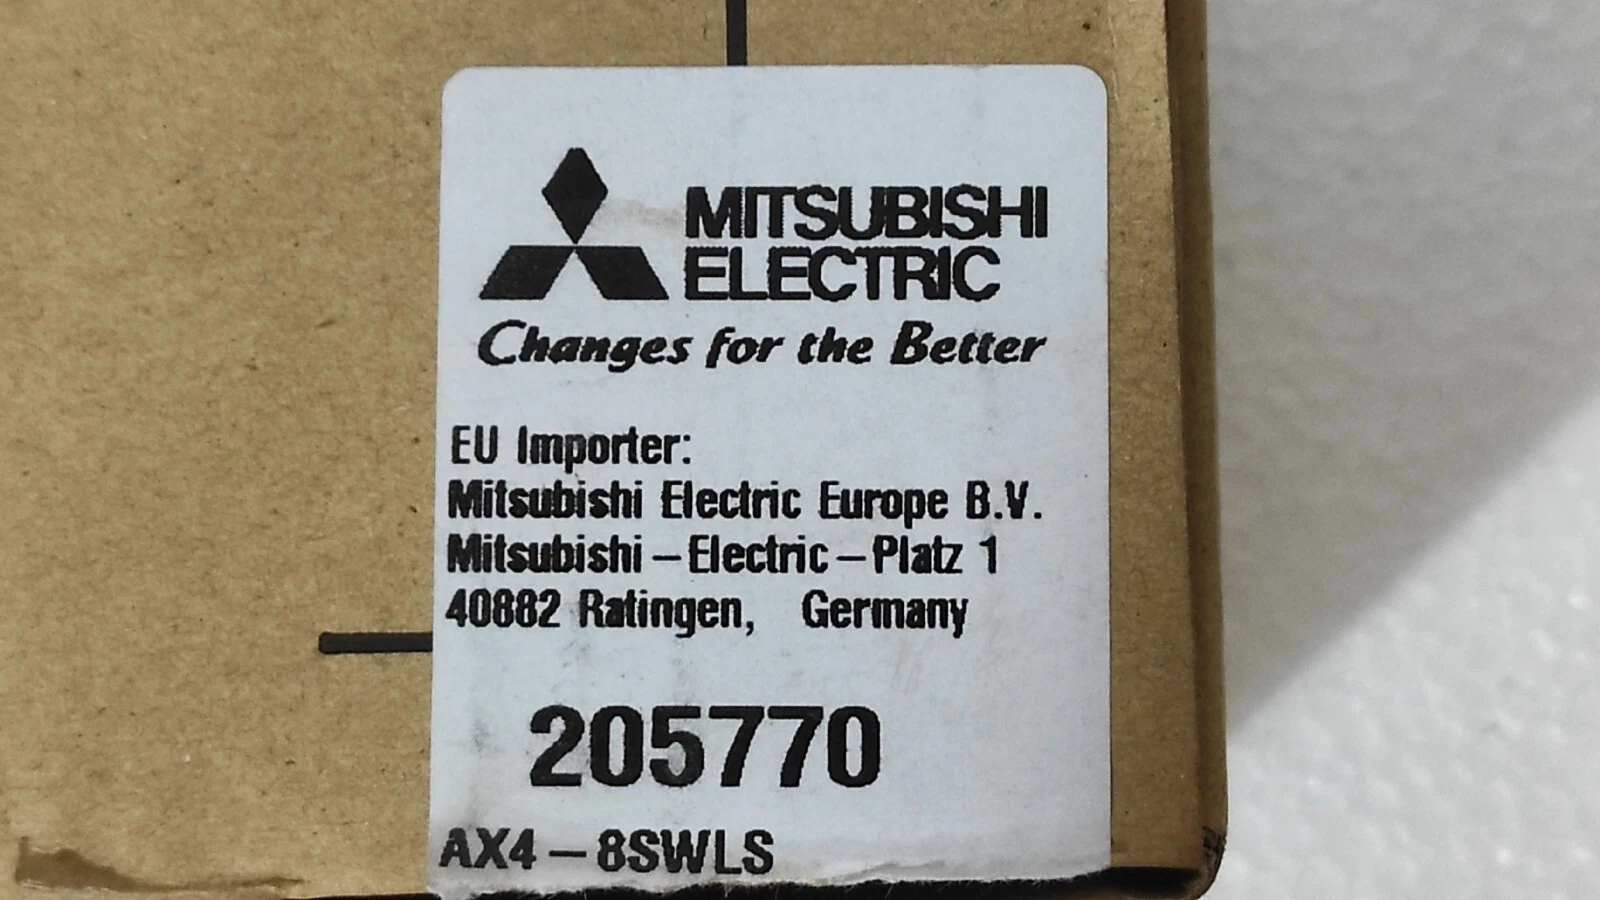 MITSUBISHI
ELECTRIC
Changes for the Better
EU Importer:
Mitsubishi Electric Europe B.V.
Mitsubishi-Electric-Platz 1
40882 Ratingen, Germany
205770
AX4-8SWLS